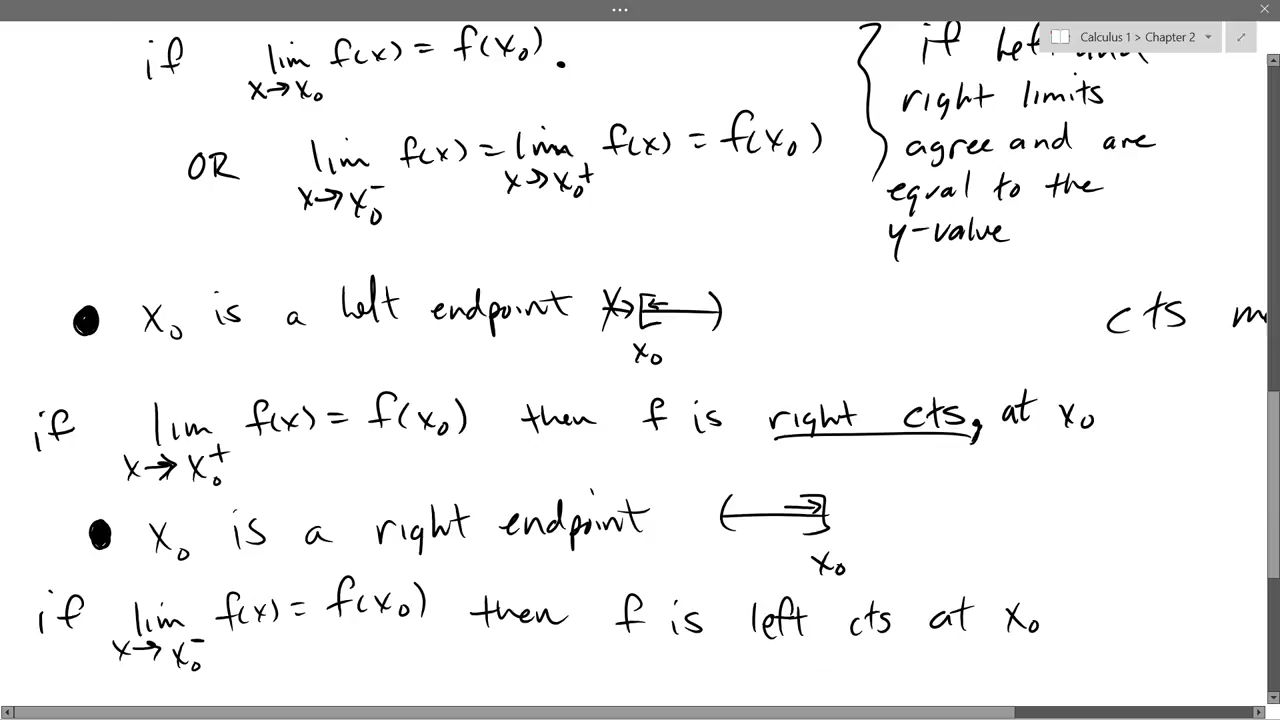 Calculus 1 > Chapter 2
if lim f(x) = f(x₀).
x→x₀
OR lim f(x) = lim f(x) = f(x₀)
x→x₀⁻ x→x₀⁺
if
right limits
agree and are
equal to the
y-value
x₀ is a left endpoint
x₀
cts
if lim f(x) = f(x₀) then f is right cts, at x₀
x→x₀⁺
x₀ is a right endpoint
x₀
if lim f(x) = f(x₀) then f is left cts at x₀
x→x₀⁻